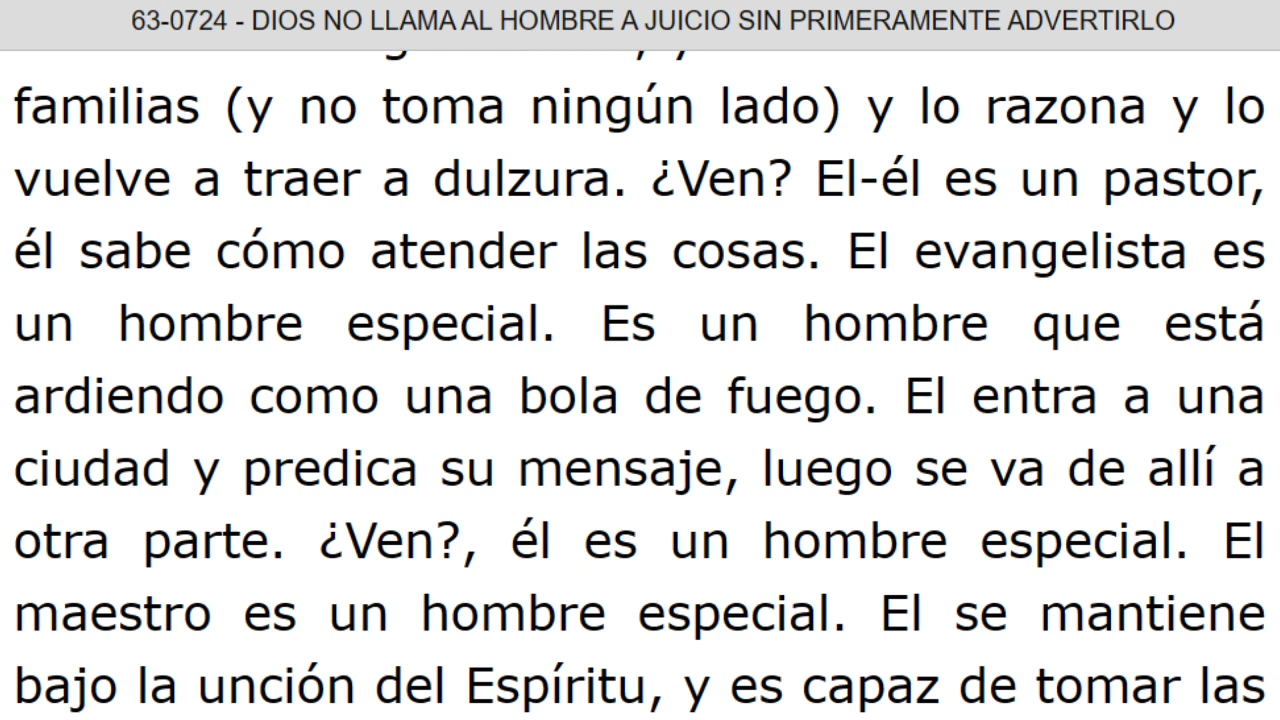 63-0724 - DIOS NO LLAMA AL HOMBRE A JUICIO SIN PRIMERAMENTE ADVERTIRLO
familias (y no toma ningún lado) y lo razona y lo
vuelve a traer a dulzura. ¿Ven? El-él es un pastor,
él sabe cómo atender las cosas. El evangelista es
un hombre especial. Es un hombre que está
ardiendo como una bola de fuego. El entra a una
ciudad y predica su mensaje, luego se va de allí a
otra parte. ¿Ven?, él es un hombre especial. El
maestro es un hombre especial. El se mantiene
bajo la unción del Espíritu, y es capaz de tomar las